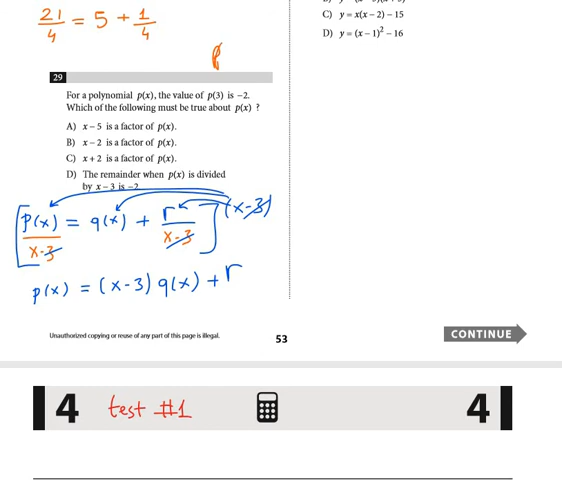 21/4 = 5 + 1/4
C) y = x(x – 2) – 15
D) y = (x – 1)² – 16
29
For a polynomial p(x), the value of p(3) is –2.
Which of the following must be true about p(x) ?
A) x – 5 is a factor of p(x).
B) x – 2 is a factor of p(x).
C) x + 2 is a factor of p(x).
D) The remainder when p(x) is divided
by x – 3 is –2.
[p(x)/x-3 = q(x) + r/x-3](x-3)
p(x) = (x-3) q(x) + r
Unauthorized copying or reuse of any part of this page is illegal.
53
CONTINUE
4 test #1 4